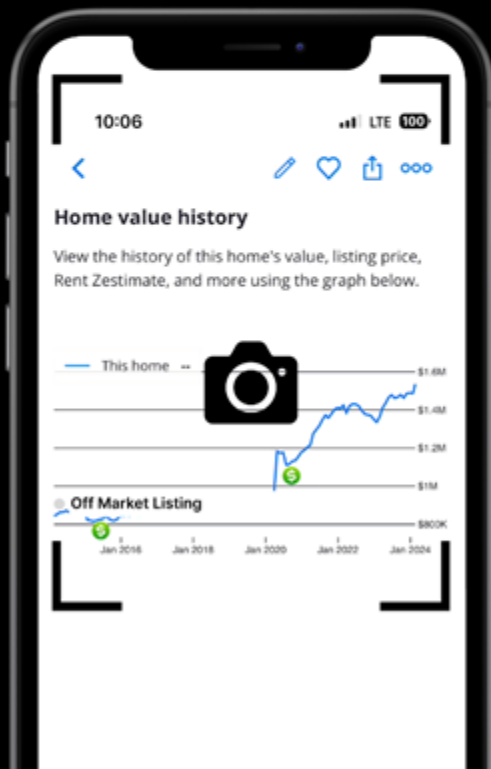 10:06
LTE 100
Home value history
View the history of this home's value, listing price,
Rent Zestimate, and more using the graph below.
This home --
$1.6M
$1.4M
$1.2M
$1M
Off Market Listing
$
$
$800K
Jan 2016 Jan 2018 Jan 2020 Jan 2022 Jan 2024